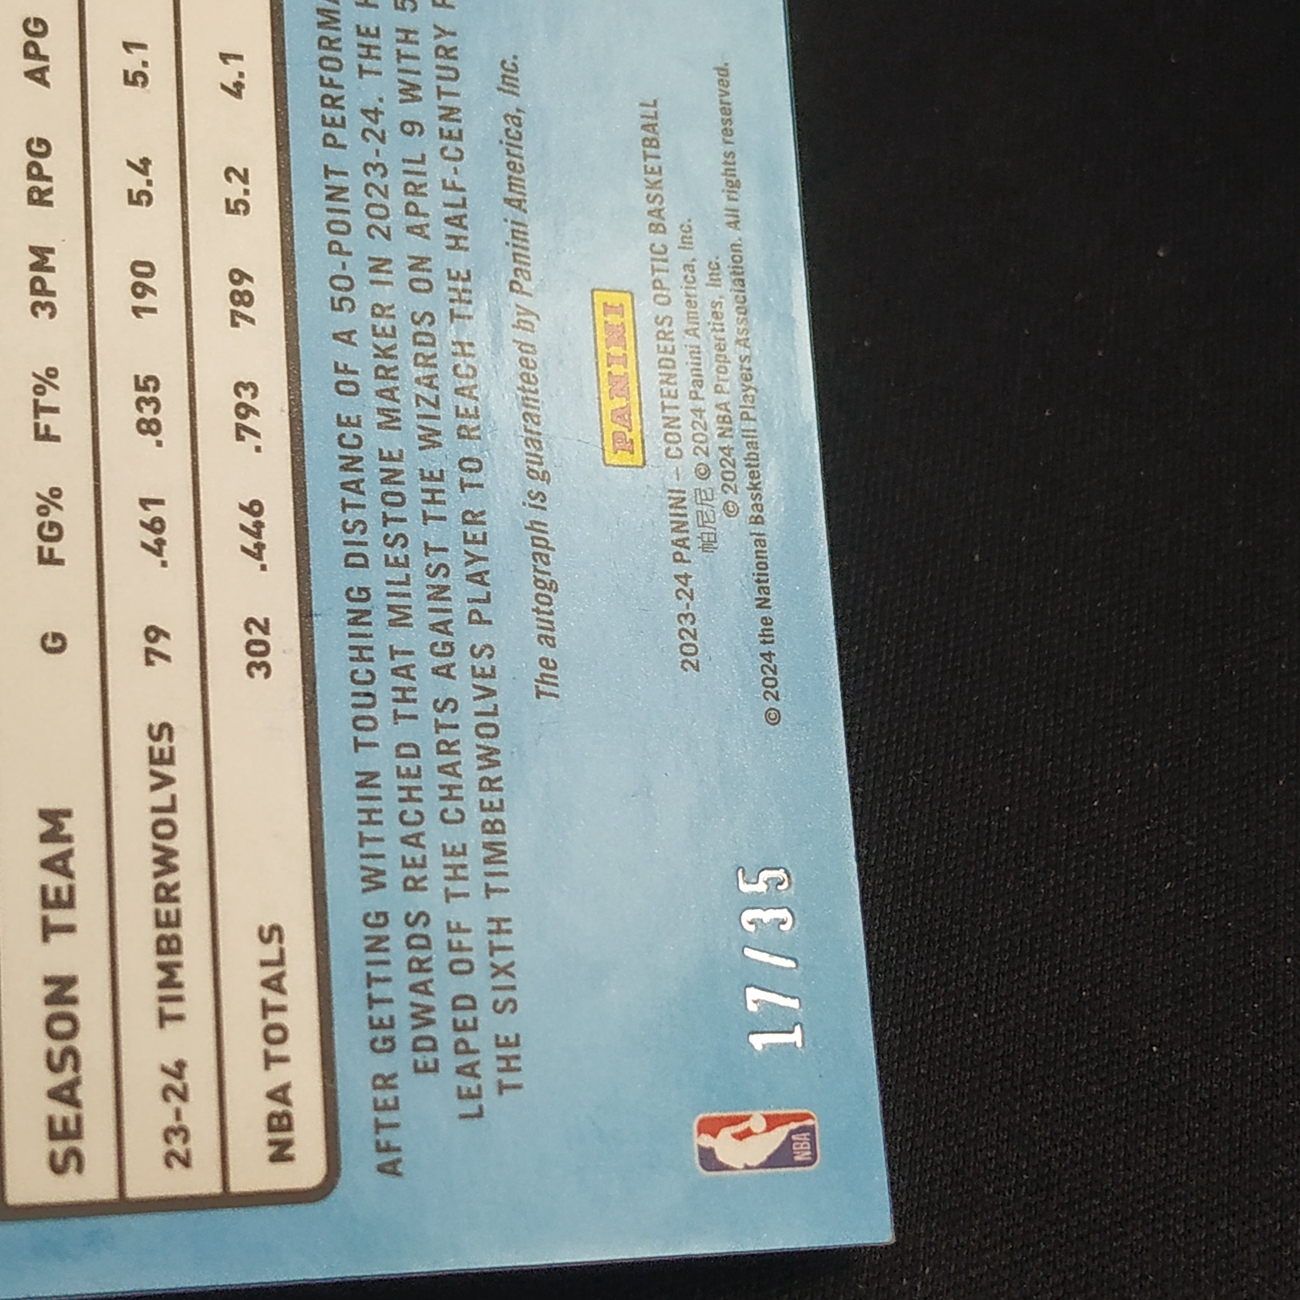 SEASON TEAM G FG% FT% 3PM RPG APG
23-24 TIMBERWOLVES 79 .461 .835 190 5.4 5.1
NBA TOTALS 302 .446 .793 789 5.2 4.1
AFTER GETTING WITHIN TOUCHING DISTANCE OF A 50-POINT
EDWARDS REACHED THAT MILESTONE MARKER IN 2023-24. THE
LEAPED OFF THE CHARTS AGAINST THE WIZARDS ON APRIL 9 WITH
THE SIXTH TIMBERWOLVES PLAYER TO REACH THE HALF-CENTURY
The autograph is guaranteed by Panini America, Inc.
PANINI
2023-24 PANINI – CONTENDERS OPTIC BASKETBALL
帕尼尼 © 2024 Panini America, Inc.
© 2024 NBA Properties, Inc.
© 2024 the National Basketball Players Association. All rights reserved.
17/35
NBA